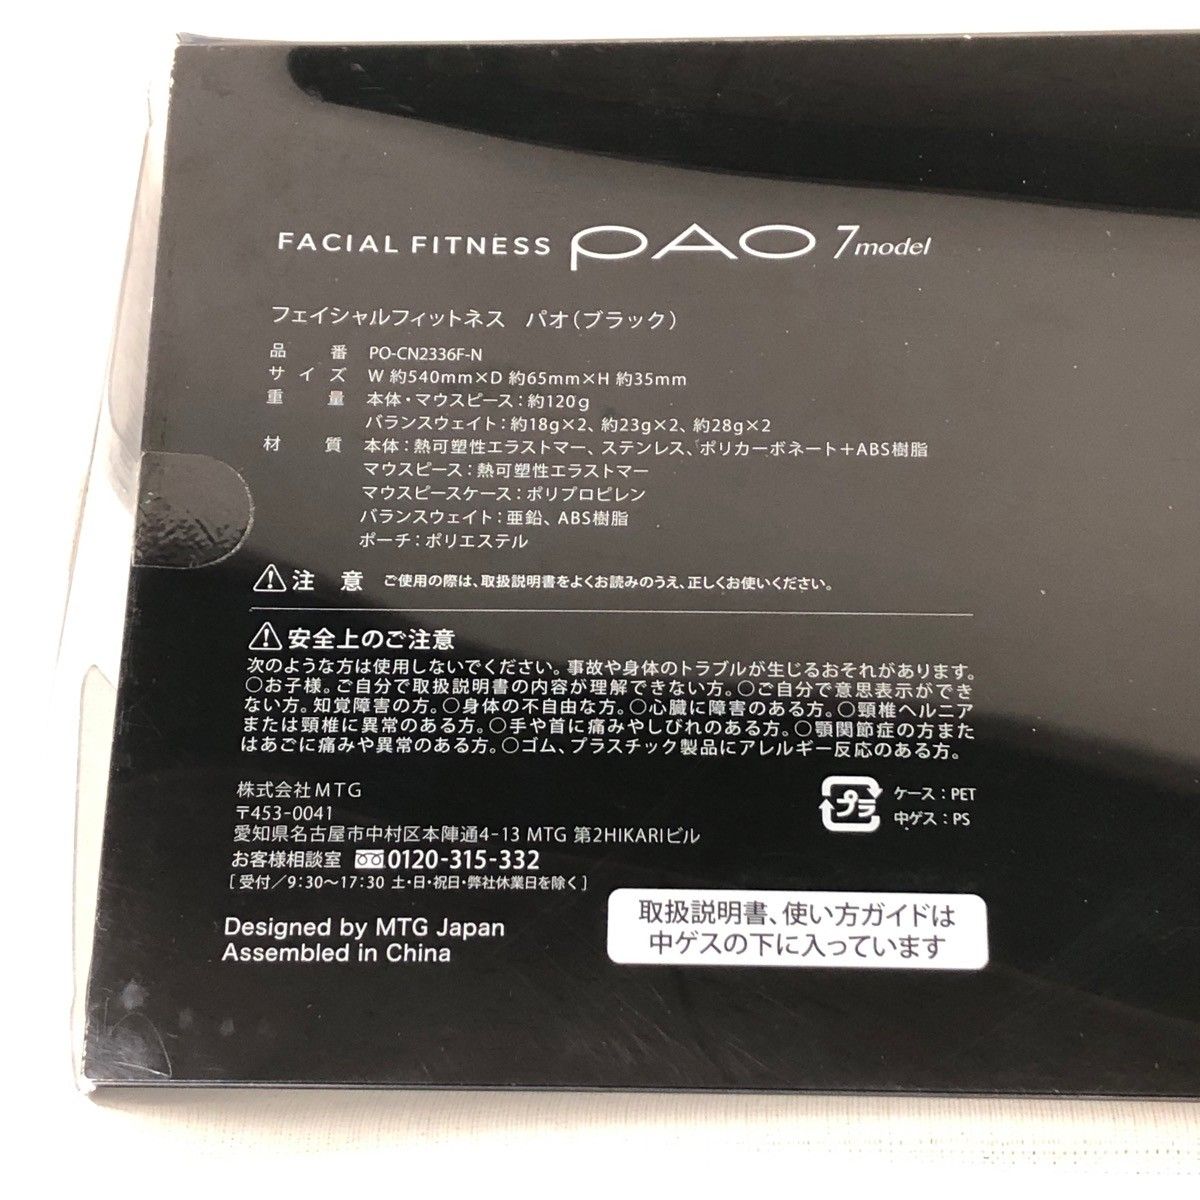 FACIAL FITNESS PAO 7model
フェイシャルフィットネス パオ(ブラック)
品番 PO-CN2336F-N
サイズ W 約540mm×D 約65mm×H 約35mm
重量 本体・マウスピース:約120g
バランスウェイト:約18g×2、約23g×2、約28g×2
材質 本体:熱可塑性エラストマー、ステンレス、ポリカーボネート+ABS樹脂
マウスピース:熱可塑性エラストマー
マウスピースケース:ポリプロピレン
バランスウェイト:亜鉛、ABS樹脂
ポーチ:ポリエステル
⚠注意 ご使用の際は、取扱説明書をよくお読みのうえ、正しくお使いください。
⚠安全上のご注意
次のような方は使用しないでください。事故や身体のトラブルが生じるおそれがあります。
○お子様。ご自分で取扱説明書の内容が理解できない方。○ご自分で意思表示ができ
ない方。知覚障害の方。○身体の不自由な方。○心臓に障害のある方。○頸椎ヘルニア
または頸椎に異常のある方。○手や首に痛みやしびれのある方。○顎関節症の方また
はあごに痛みや異常のある方。○ゴム、プラスチック製品にアレルギー反応のある方。
株式会社MTG
〒453-0041
愛知県名古屋市中村区本陣通4-13 MTG 第2HIKARIビル
お客様相談室 0120-315-332
[受付/9:30〜17:30 土・日・祝日・弊社休業日を除く]
Designed by MTG Japan
Assembled in China
プラ
ケース:PET
中ゲス:PS
取扱説明書、使い方ガイドは
中ゲスの下に入っています